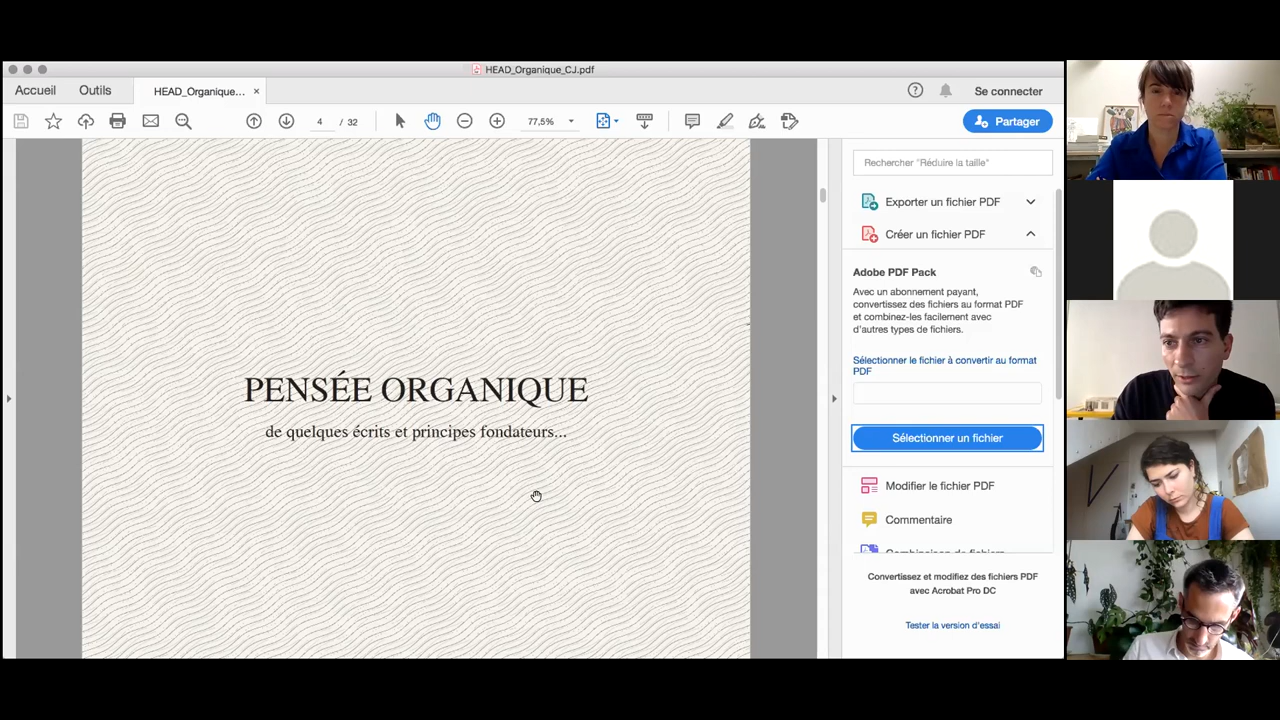 HEAD_Organique_CJ.pdf
Accueil
Outils
HEAD_Organique...
Se connecter
4 / 32
77,5%
Partager
Rechercher "Réduire la taille"
Exporter un fichier PDF
Créer un fichier PDF
Adobe PDF Pack
Avec un abonnement payant,
convertissez des fichiers au format PDF
et combinez-les facilement avec
d'autres types de fichiers.
Sélectionner le fichier à convertir au format
PDF
Sélectionner un fichier
Modifier le fichier PDF
Commentaire
Combinaison de fichiers
Convertissez et modifiez des fichiers PDF
avec Acrobat Pro DC
Tester la version d'essai
PENSÉE ORGANIQUE
de quelques écrits et principes fondateurs...